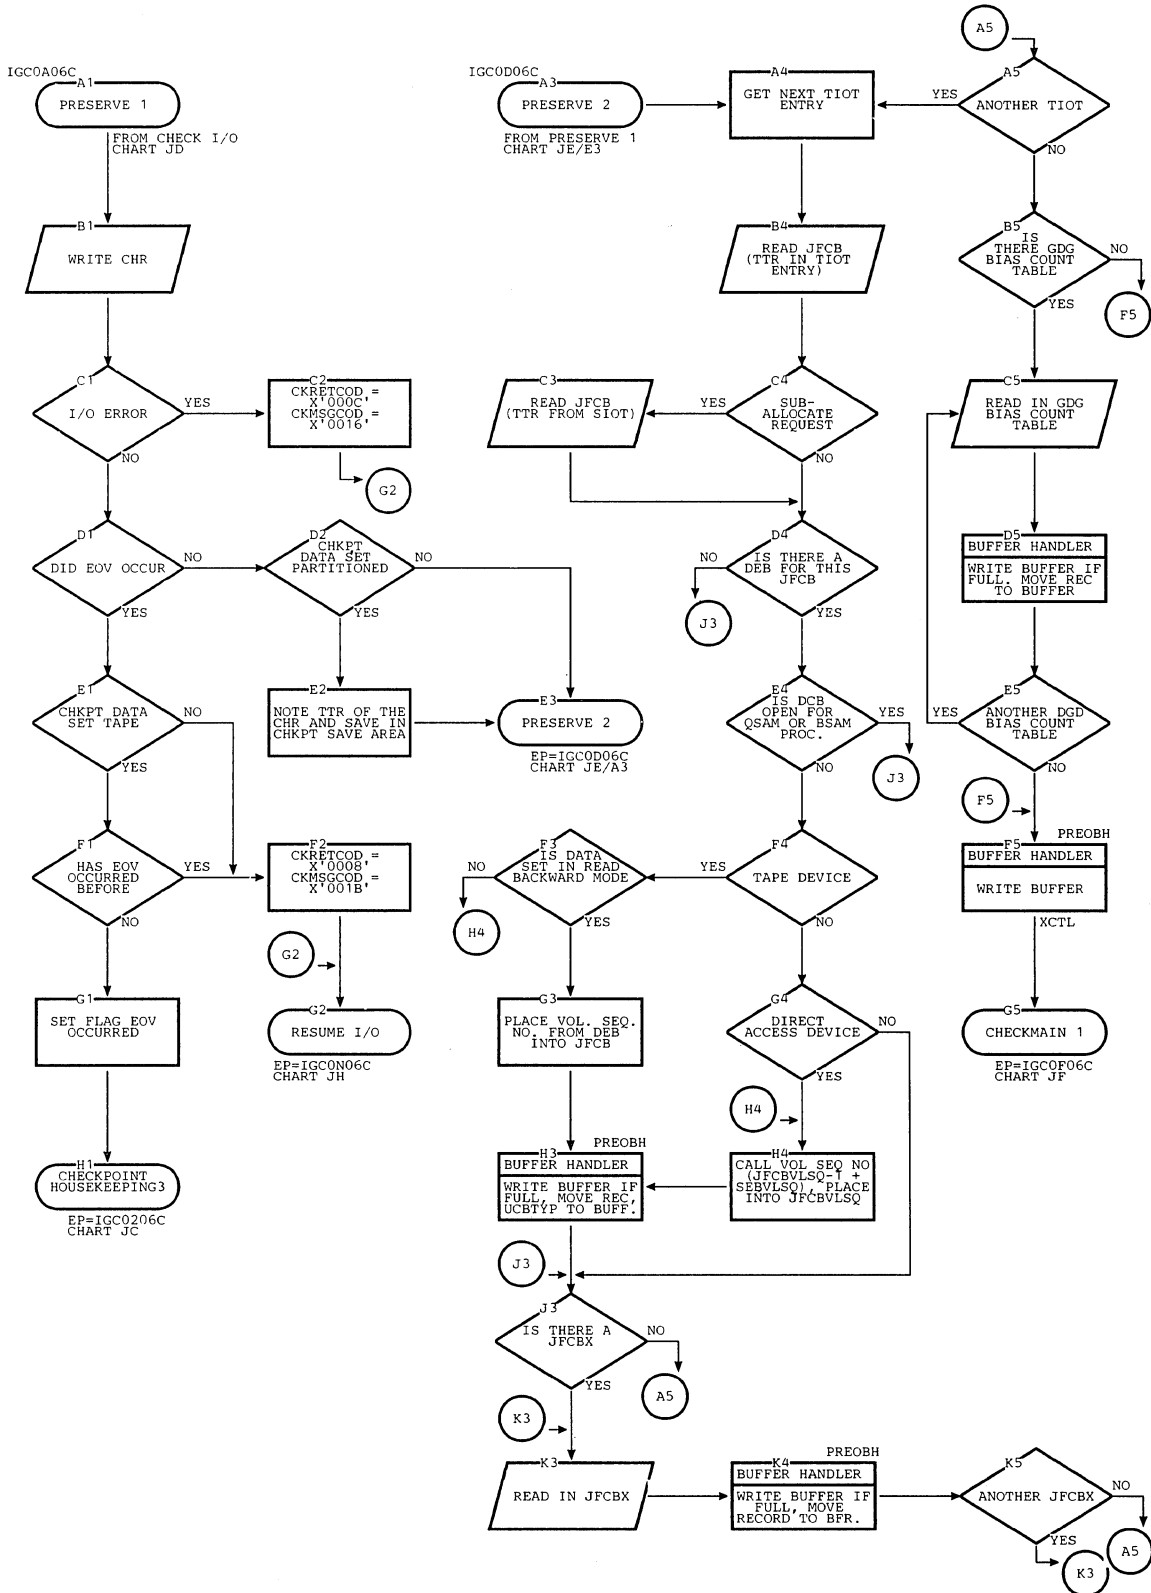 IGC0A06C
A1
PRESERVE 1
FROM CHECK I/O
CHART JD
B1
WRITE CHR
C1
I/O ERROR
YES
NO
C2
CKRETCOD =
X'000C'
CKMSGCOD =
X'0016'
G2
D1
DID EOV OCCUR
NO
YES
D2
CHKPT
DATA SET
PARTITIONED
NO
YES
E1
CHKPT DATA
SET TAPE
NO
YES
E2
NOTE TTR OF THE
CHR AND SAVE IN
CHKPT SAVE AREA
E3
PRESERVE 2
EP=IGC0D06C
CHART JE/A3
F1
HAS EOV
OCCURRED
BEFORE
YES
NO
F2
CKRETCOD =
X'0008'
CKMSGCOD =
X'001B'
G2
G1
SET FLAG EOV
OCCURRED
G2
RESUME I/O
EP=IGC0N06C
CHART JH
H1
CHECKPOINT
HOUSEKEEPING3
EP=IGC0206C
CHART JC
IGC0D06C
A3
PRESERVE 2
FROM PRESERVE 1
CHART JE/E3
A4
GET NEXT TIOT
ENTRY
A5
A5
ANOTHER TIOT
YES
NO
B4
READ JFCB
(TTR IN TIOT
ENTRY)
B5
IS
THERE GDG
BIAS COUNT
TABLE
NO
YES
F5
C3
READ JFCB
(TTR FROM SIOT)
C4
SUB-
ALLOCATE
REQUEST
YES
NO
C5
READ IN GDG
BIAS COUNT
TABLE
D4
IS THERE A
DEB FOR THIS
JFCB
NO
YES
J3
D5
BUFFER HANDLER
WRITE BUFFER IF
FULL. MOVE REC
TO BUFFER
E4
IS DCB
OPEN FOR
QSAM OR BSAM
PROC.
YES
NO
J3
E5
ANOTHER DGD
BIAS COUNT
TABLE
YES
NO
F5
F3
IS DATA
SET IN READ
BACKWARD MODE
NO
YES
H4
F4
TAPE DEVICE
YES
NO
PREOBH
F5
BUFFER HANDLER
WRITE BUFFER
XCTL
G3
PLACE VOL. SEQ.
NO. FROM DEB
INTO JFCB
G4
DIRECT
ACCESS DEVICE
NO
YES
G5
CHECKMAIN 1
EP=IGC0F06C
CHART JF
H4
PREOBH
H3
BUFFER HANDLER
WRITE BUFFER IF
FULL, MOVE REC,
UCBTYP TO BUFF.
H4
CALL VOL SEQ NO
(JFCBVLSQ-1 +
SEBVLSQ), PLACE
INTO JFCBVLSQ
J3
J3
IS THERE A
JFCBX
NO
YES
A5
K3
K3
READ IN JFCBX
PREOBH
K4
BUFFER HANDLER
WRITE BUFFER IF
FULL, MOVE
RECORD TO BFR.
K5
ANOTHER JFCBX
NO
YES
A5
K3